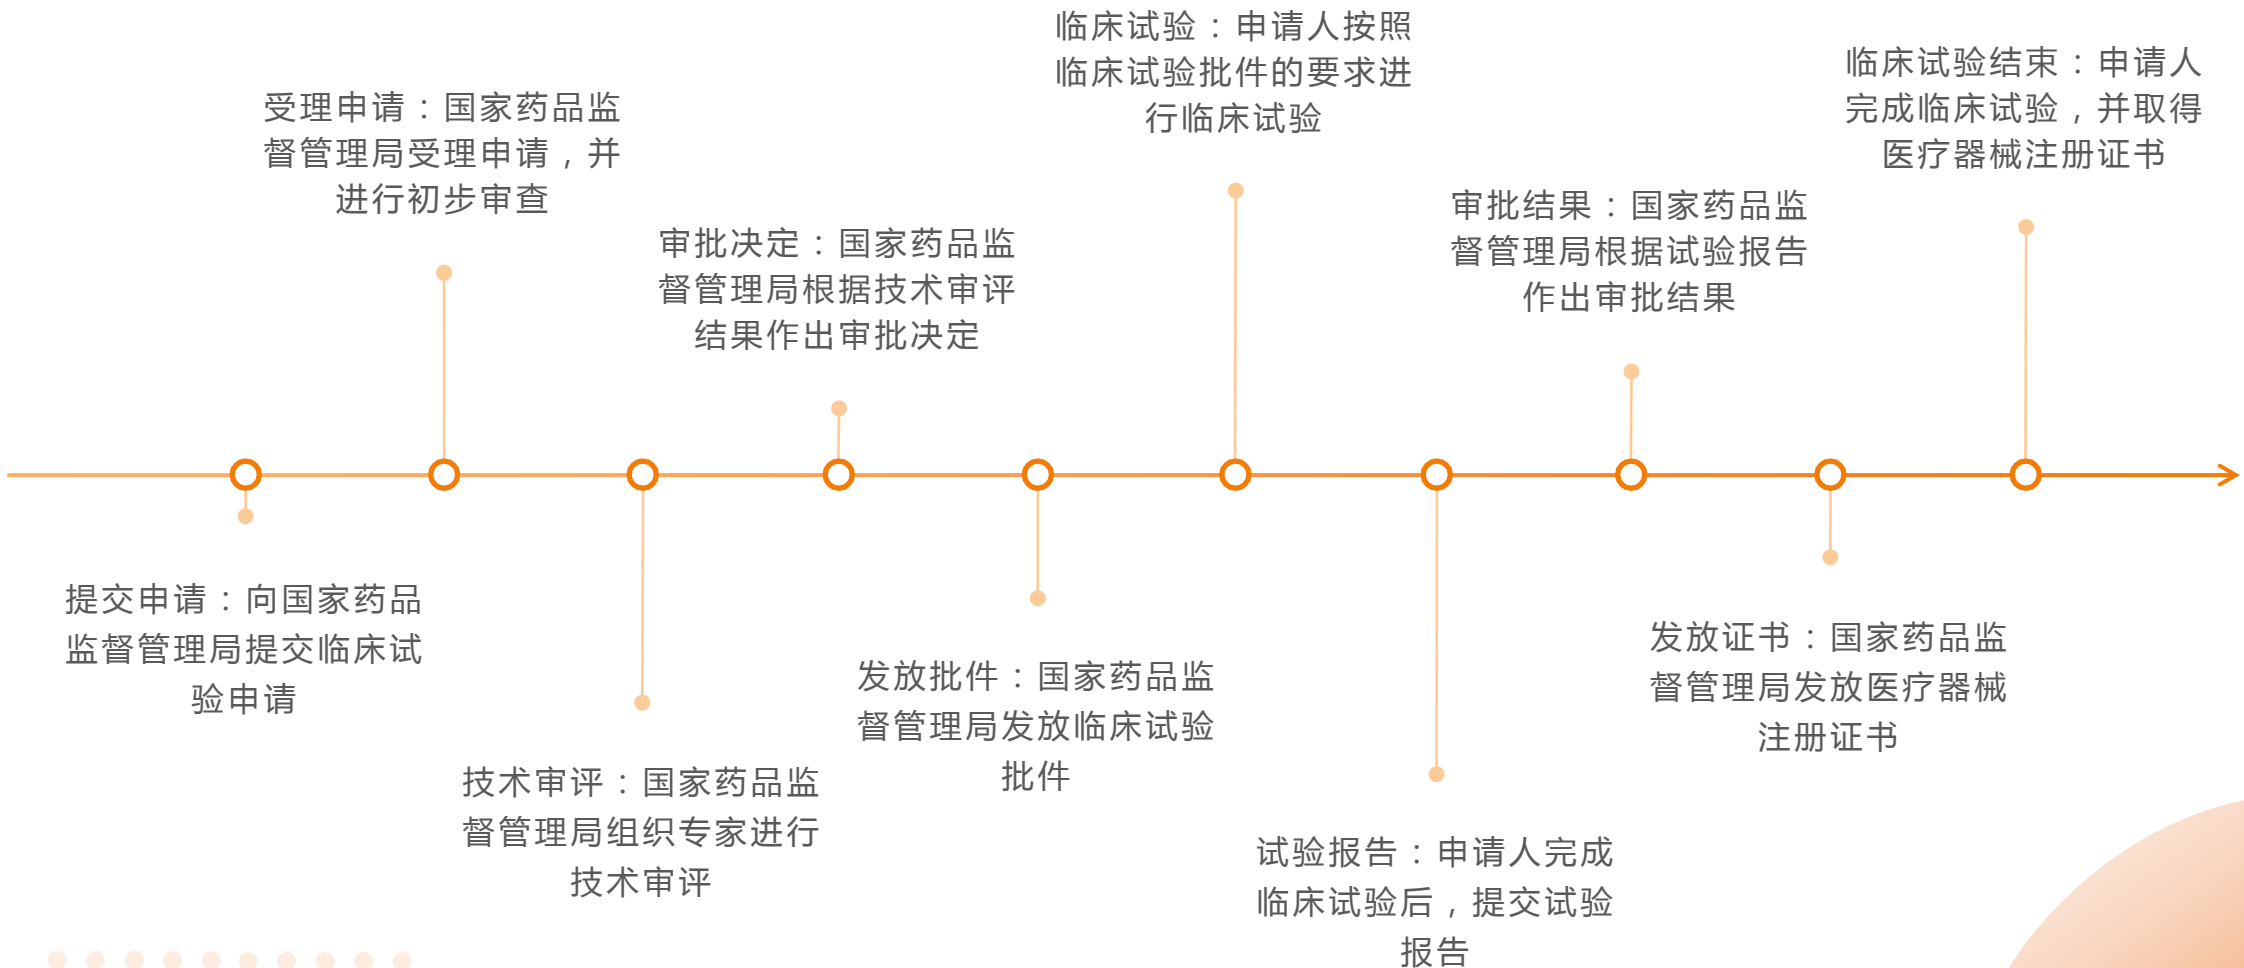 提交申请：向国家药品
监督管理局提交临床试
验申请
受理申请：国家药品监
督管理局受理申请，并
进行初步审查
技术审评：国家药品监
督管理局组织专家进行
技术审评
审批决定：国家药品监
督管理局根据技术审评
结果作出审批决定
发放批件：国家药品监
督管理局发放临床试验
批件
临床试验：申请人按照
临床试验批件的要求进
行临床试验
试验报告：申请人完成
临床试验后，提交试验
报告
审批结果：国家药品监
督管理局根据试验报告
作出审批结果
发放证书：国家药品监
督管理局发放医疗器械
注册证书
临床试验结束：申请人
完成临床试验，并取得
医疗器械注册证书